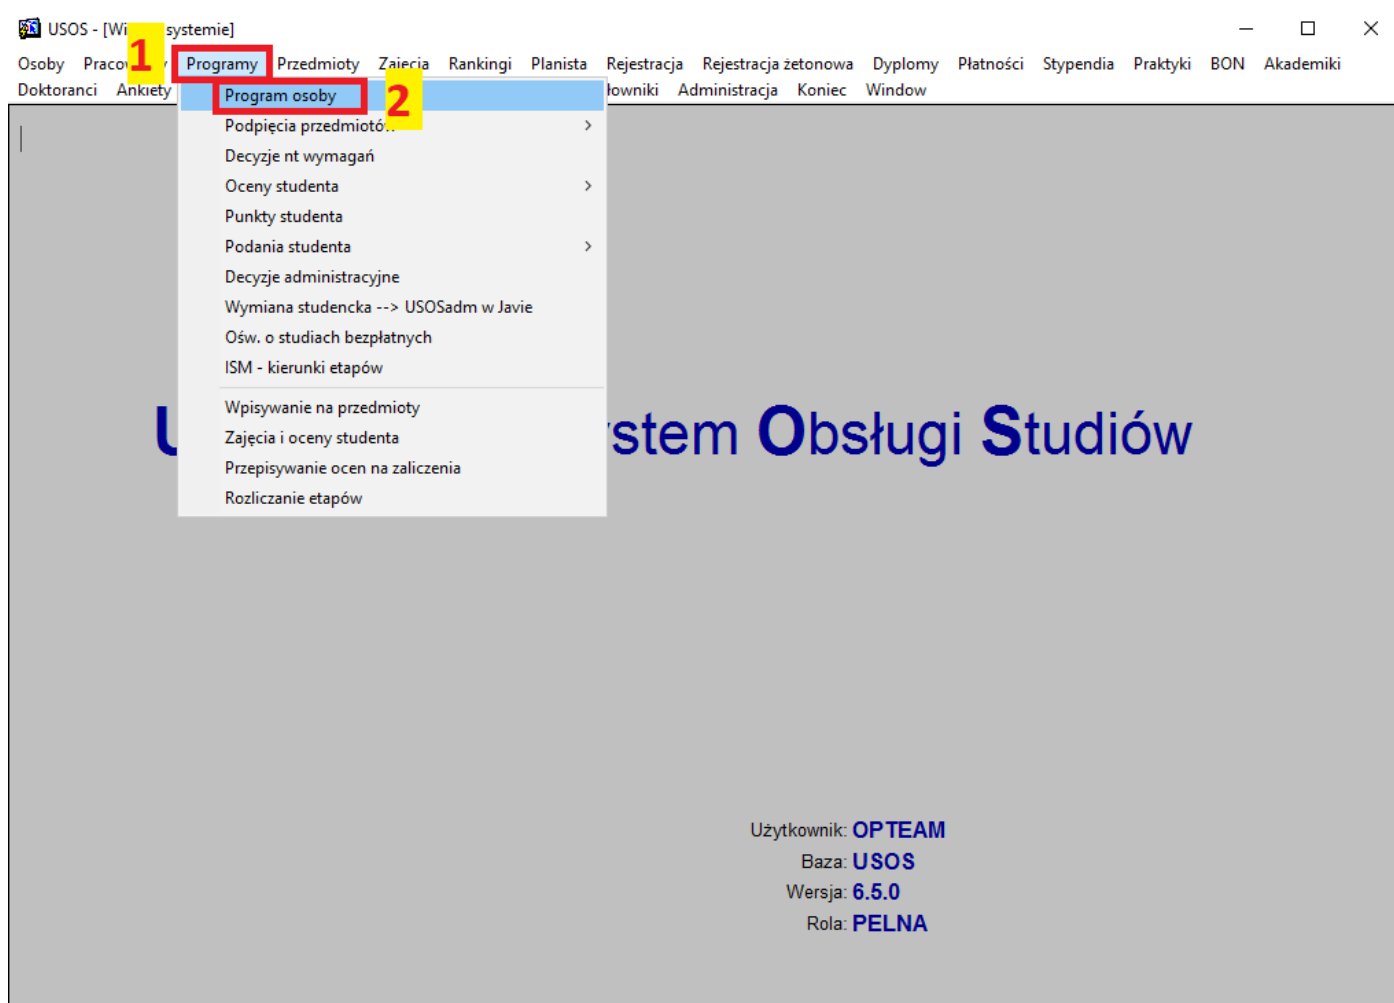 USOS - [Wi systemie]
1
Osoby Programy Przedmioty Zajęcia Rankingi Planista Rejestracja Rejestracja żetonowa Dyplomy Płatności Stypendia Praktyki BON Akademiki
Doktoranci Ankiety łowniki Administracja Koniec Window
Program osoby
2
Podpięcia przedmiotów
Decyzje nt wymagań
Oceny studenta
Punkty studenta
Podania studenta
Decyzje administracyjne
Wymiana studencka --> USOSadm w Javie
Ośw. o studiach bezpłatnych
ISM - kierunki etapów
Wpisywanie na przedmioty
Zajęcia i oceny studenta
Przepisywanie ocen na zaliczenia
Rozliczanie etapów
U stem Obsługi Studiów
Użytkownik: OPTEAM
Baza: USOS
Wersja: 6.5.0
Rola: PELNA